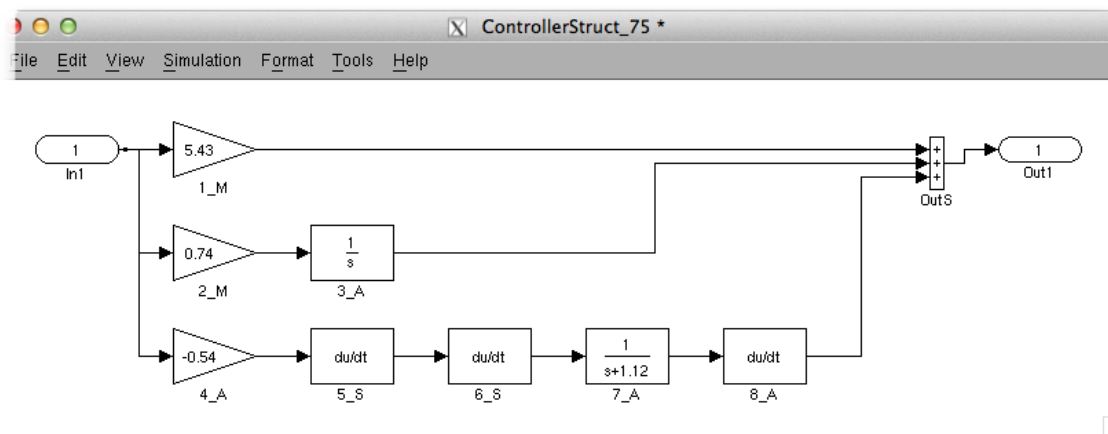 ControllerStruct_75 *
File Edit View Simulation Format Tools Help
1
In1
5.43
1_M
+
+
+
OutS
1
Out1
0.74
2_M
1
s
3_A
-0.54
4_A
du/dt
5_S
du/dt
6_S
1
s+1.12
7_A
du/dt
8_A